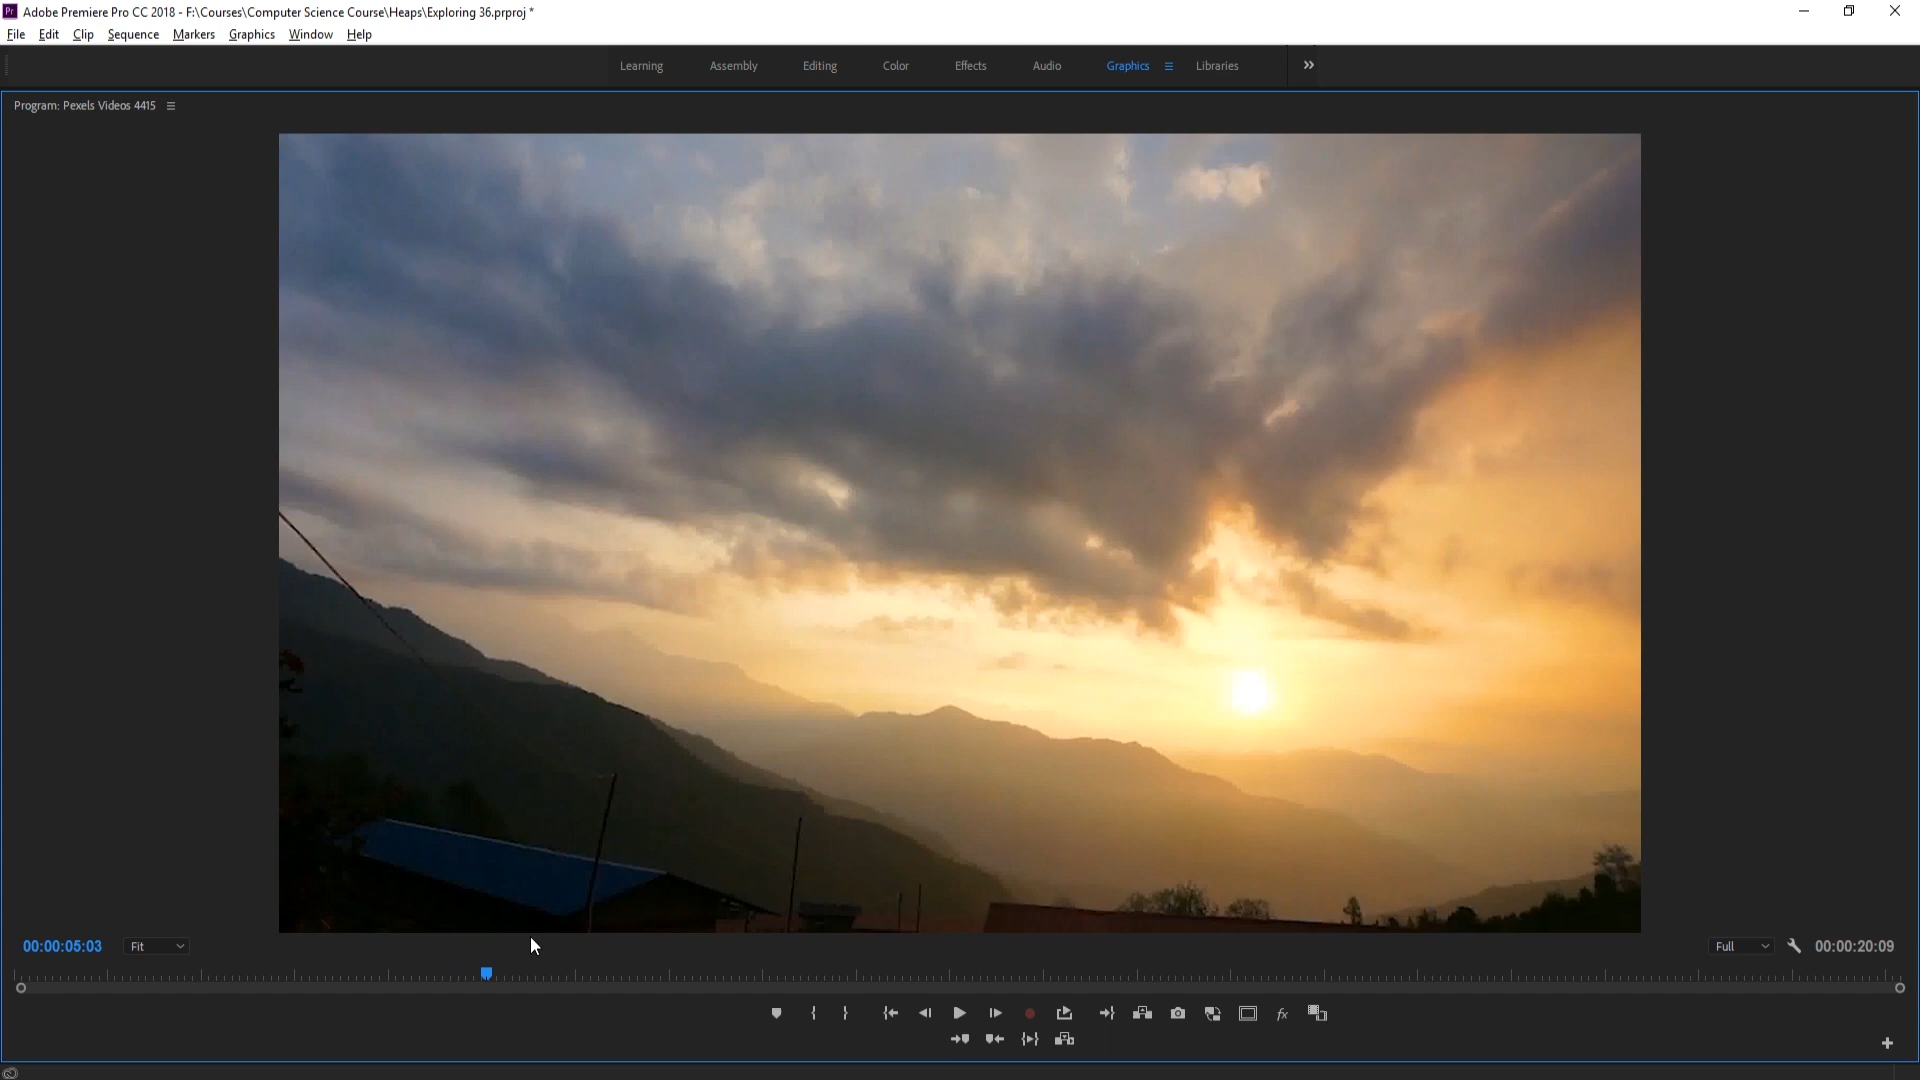 Pr Adobe Premiere Pro CC 2018 - F:\Courses\Computer Science Course\Heaps\Exploring 36.prproj *
File Edit Clip Sequence Markers Graphics Window Help
Learning Assembly Editing Color Effects Audio Graphics Libraries
Program: Pexels Videos 4415
00:00:05:03 Fit Full 00:00:20:09
fx